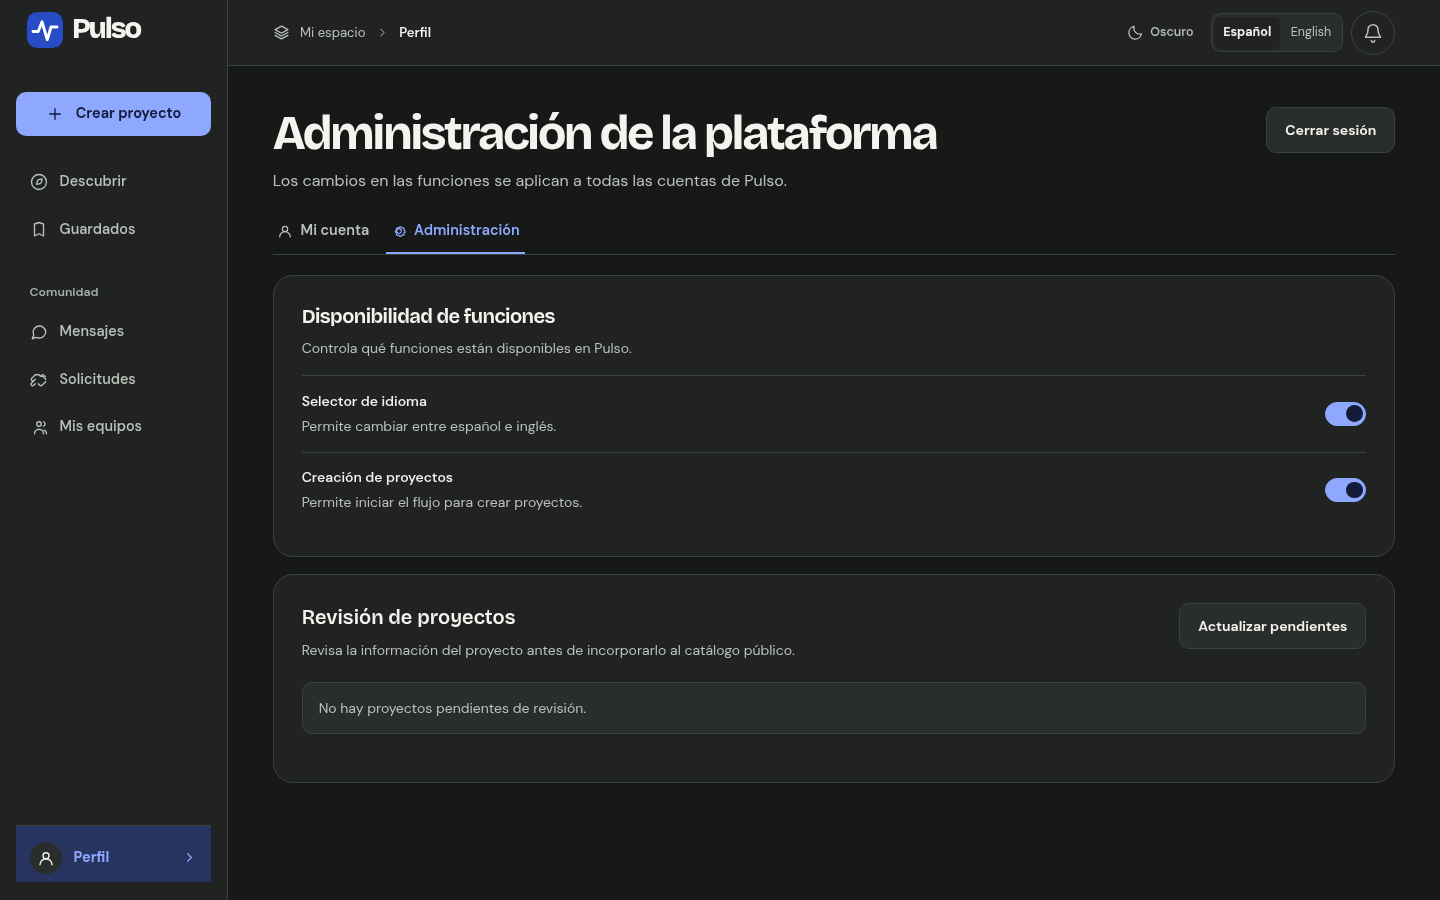 Pulso
Mi espacio > Perfil
Oscuro
Español
English
Crear proyecto
Descubrir
Guardados
Comunidad
Mensajes
Solicitudes
Mis equipos
Perfil
Administración de la plataforma
Cerrar sesión
Los cambios en las funciones se aplican a todas las cuentas de Pulso.
Mi cuenta
Administración
Disponibilidad de funciones
Controla qué funciones están disponibles en Pulso.
Selector de idioma
Permite cambiar entre español e inglés.
Creación de proyectos
Permite iniciar el flujo para crear proyectos.
Revisión de proyectos
Actualizar pendientes
Revisa la información del proyecto antes de incorporarlo al catálogo público.
No hay proyectos pendientes de revisión.